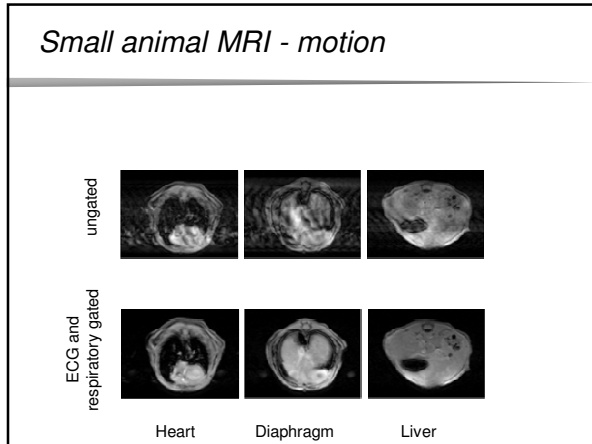 Small animal MRI - motion
ungated
ECG and
respiratory gated
Heart Diaphragm Liver